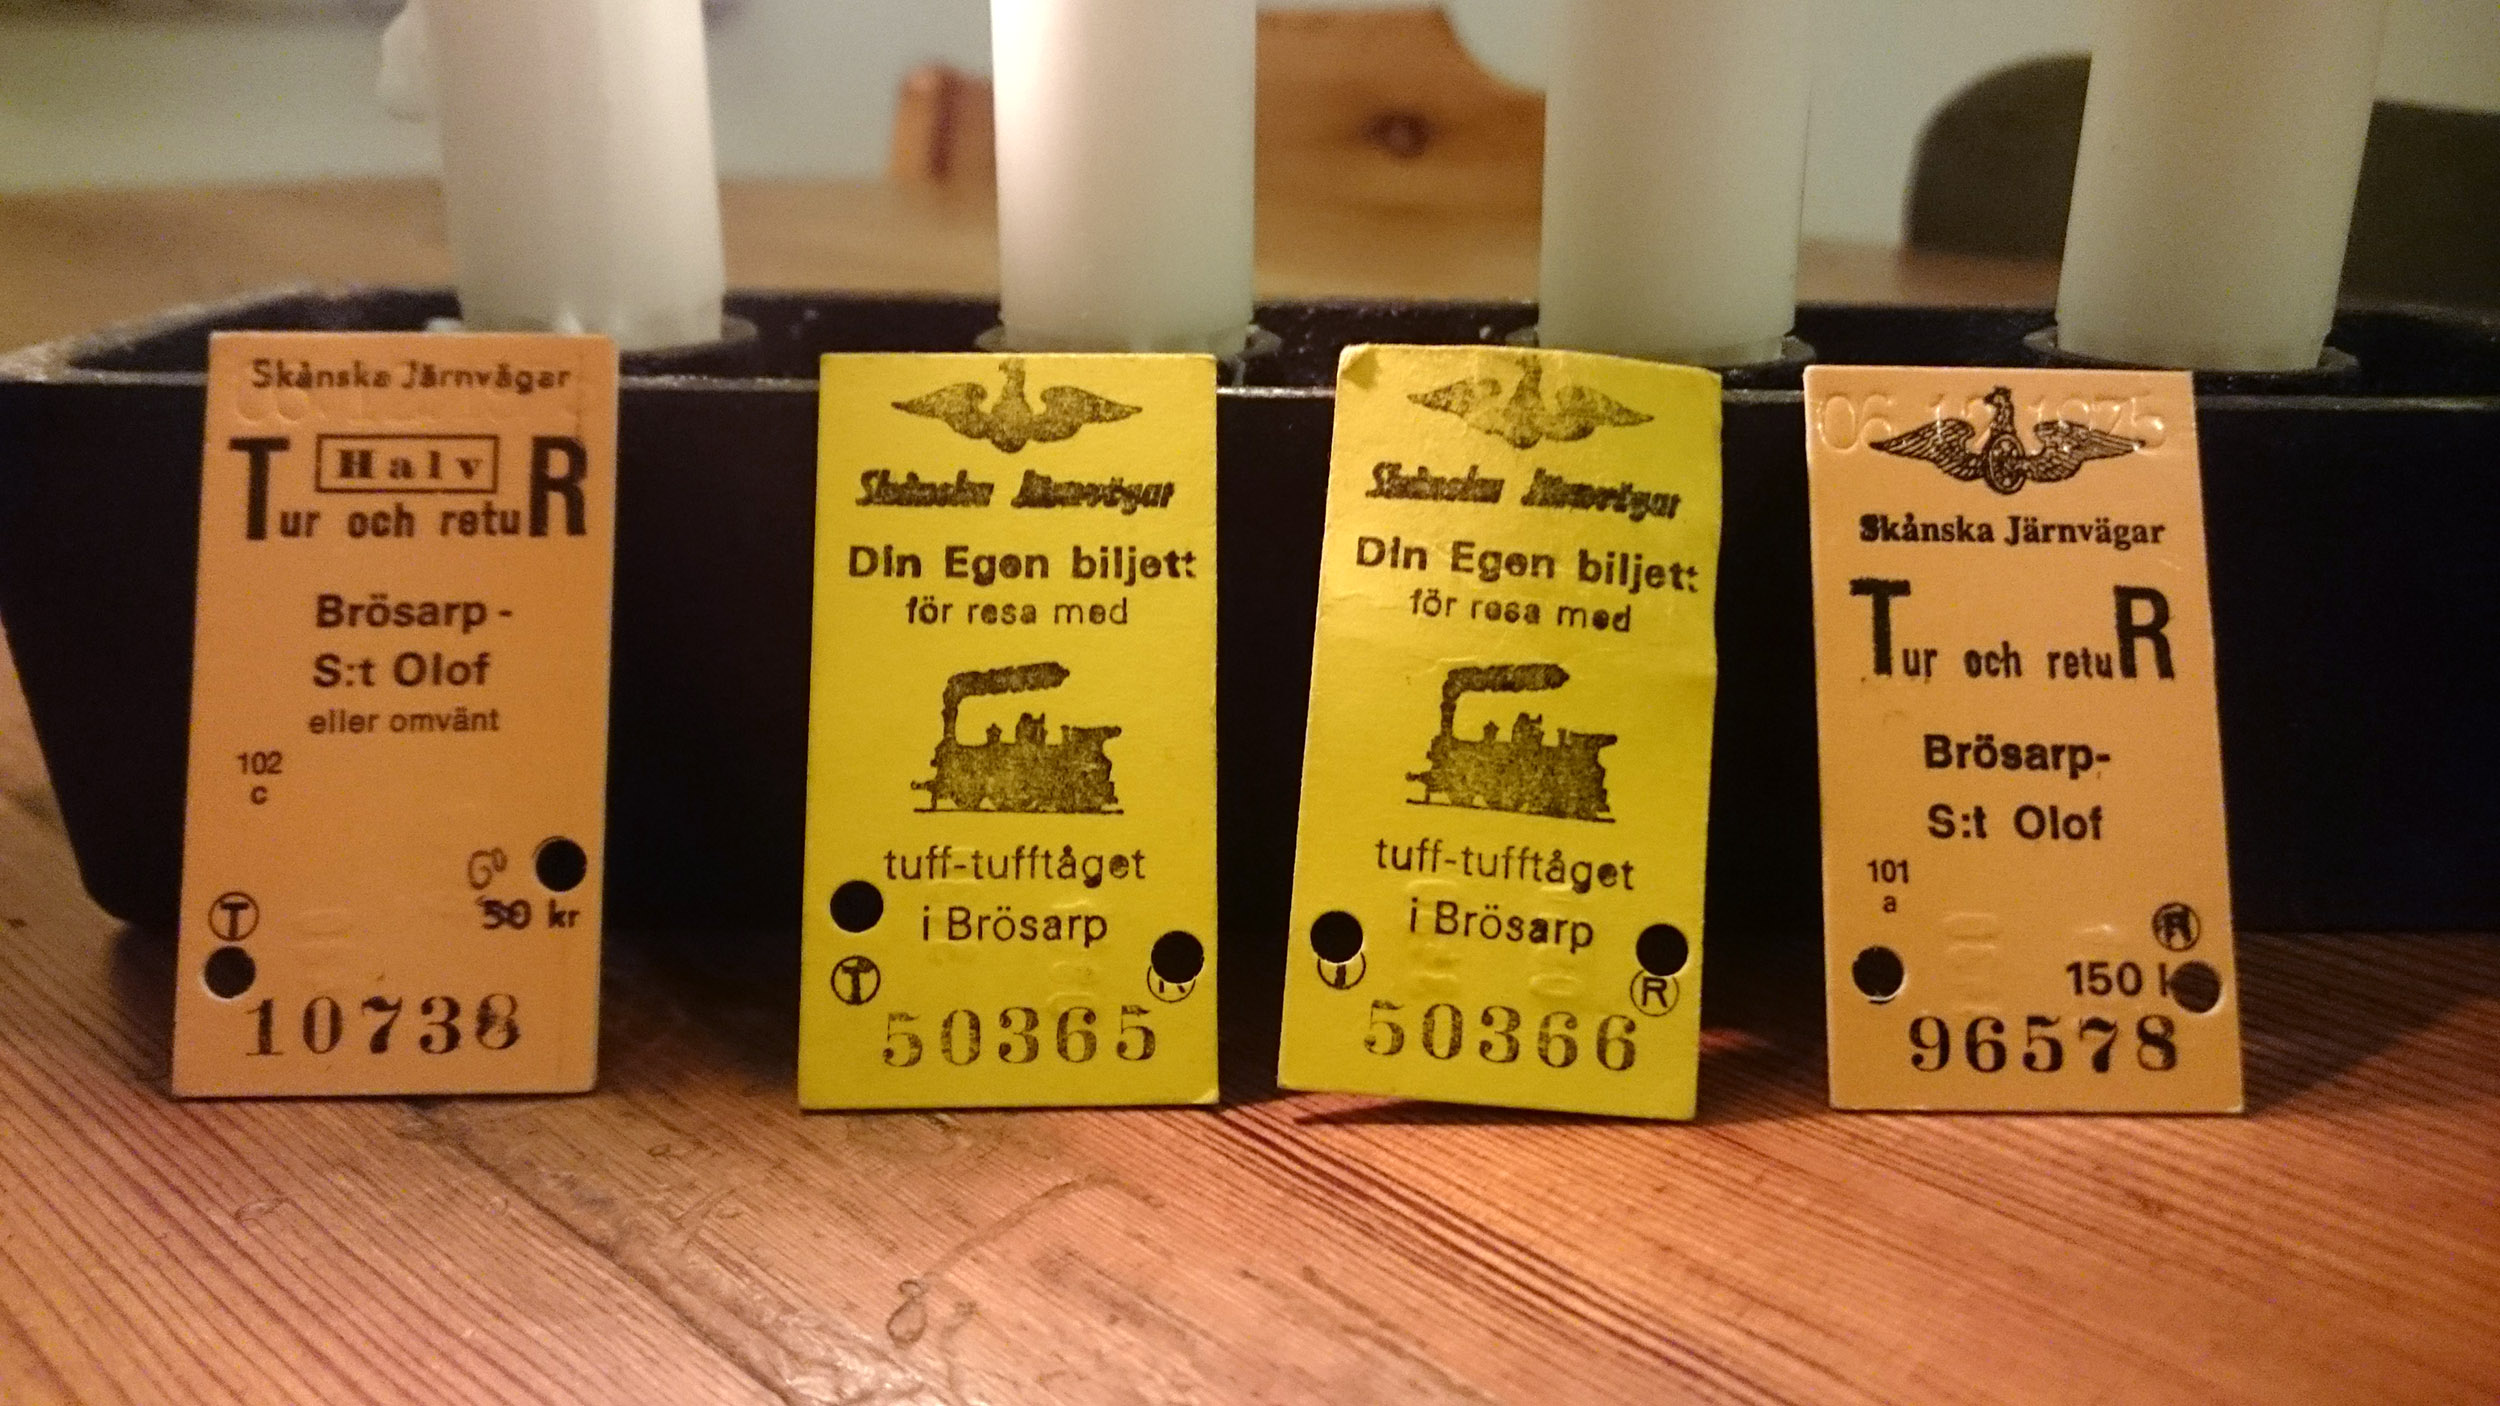 Skånska Järnvägar
Halv
Tur och retuR
Brösarp -
S:t Olof
eller omvänt
102
c
60
50 kr
T
10738
Skånska Järnvägar
Din Egen biljett
för resa med
tuff-tufftåget
i Brösarp
T
R
50365
Skånska Järnvägar
Din Egen biljett
för resa med
tuff-tufftåget
i Brösarp
T
R
50366
06.12.1975
Skånska Järnvägar
Tur och retuR
Brösarp-
S:t Olof
101
a
R
150 k
96578